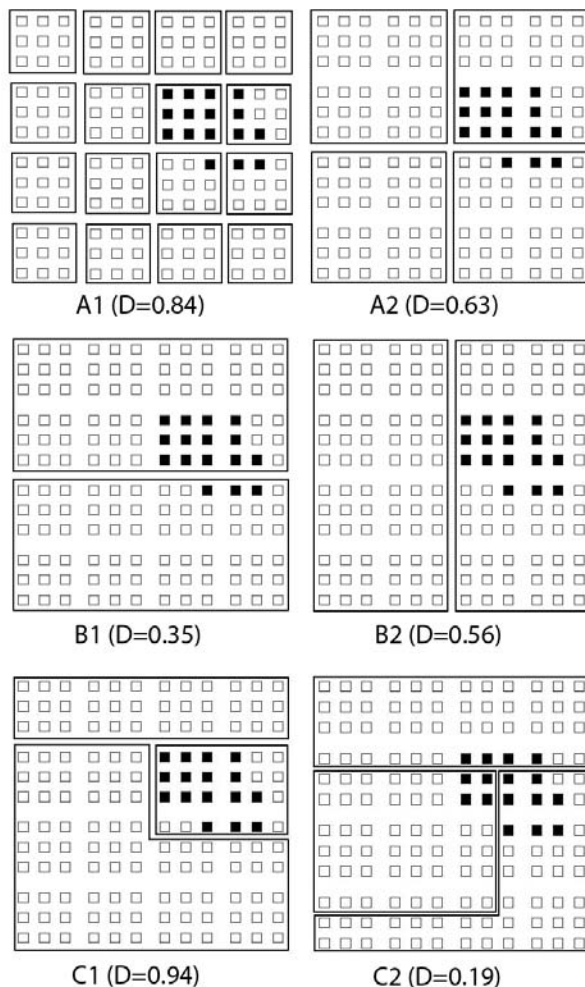 A1 (D=0.84)
A2 (D=0.63)
B1 (D=0.35)
B2 (D=0.56)
C1 (D=0.94)
C2 (D=0.19)